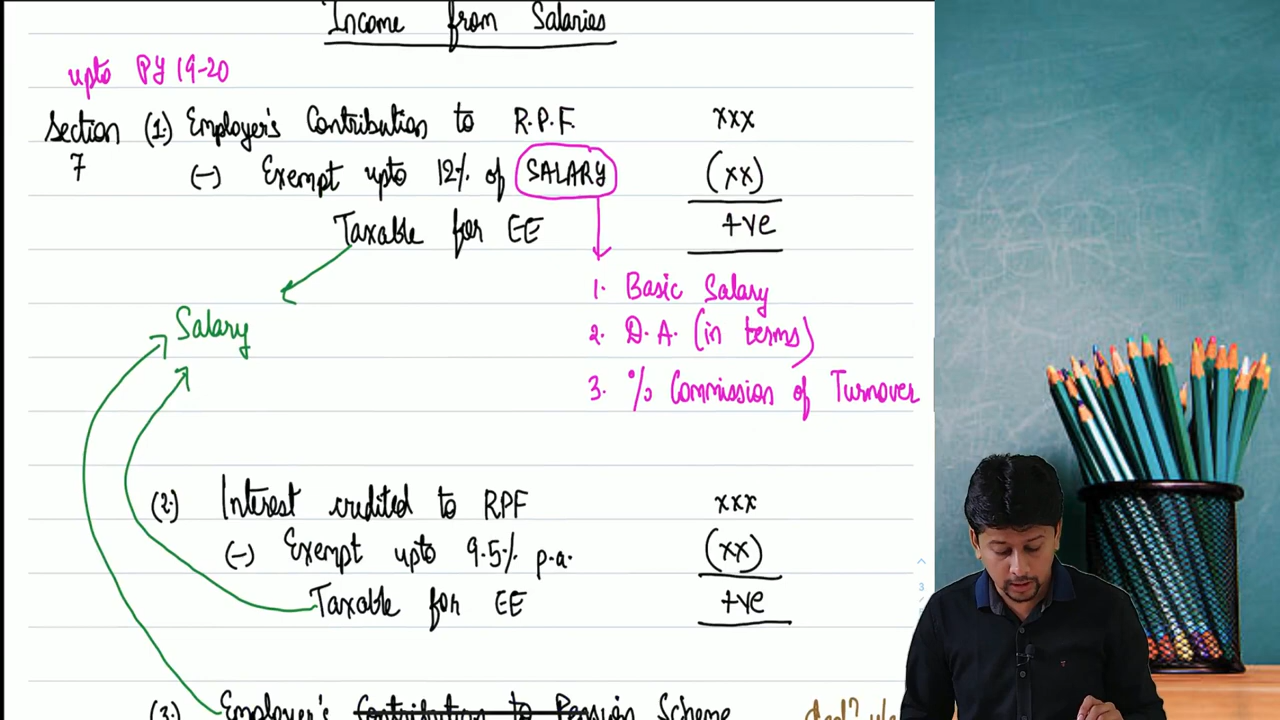 Income from Salaries
upto PY 19-20
Section 7
(1.) Employer's Contribution to R.P.F. xxx
(-) Exempt upto 12% of SALARY (xx)
Taxable for EE +ve
1. Basic Salary
2. D.A. (in terms)
3. % Commission of Turnover
Salary
(2.) Interest credited to RPF xxx
(-) Exempt upto 9.5% p.a. (xx)
Taxable for EE +ve
3
(3.) Employer's Contribution to Pension Scheme